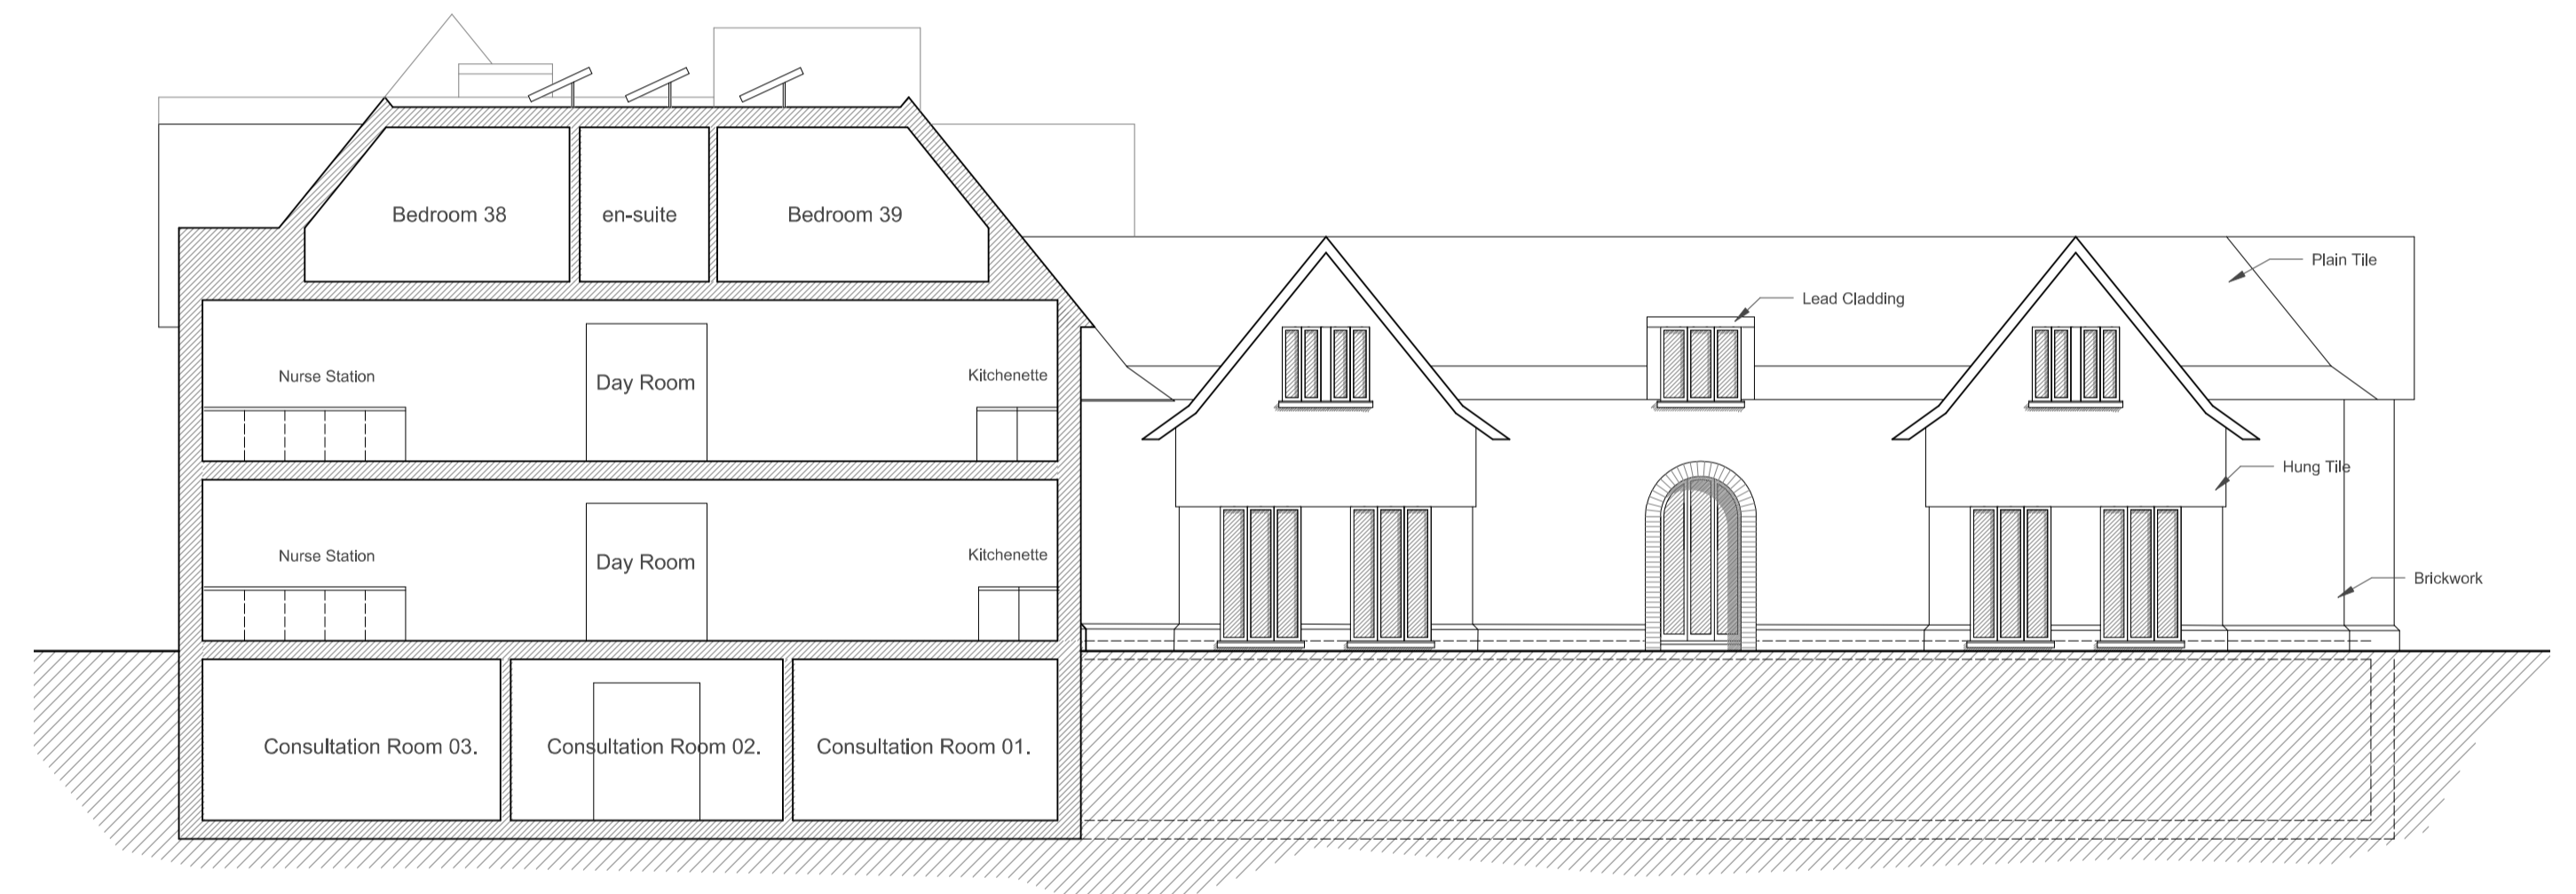 Bedroom 38
en-suite
Bedroom 39
Plain Tile
Lead Cladding
Nurse Station
Day Room
Kitchenette
Hung Tile
Nurse Station
Day Room
Kitchenette
Brickwork
Consultation Room 03.
Consultation Room 02.
Consultation Room 01.